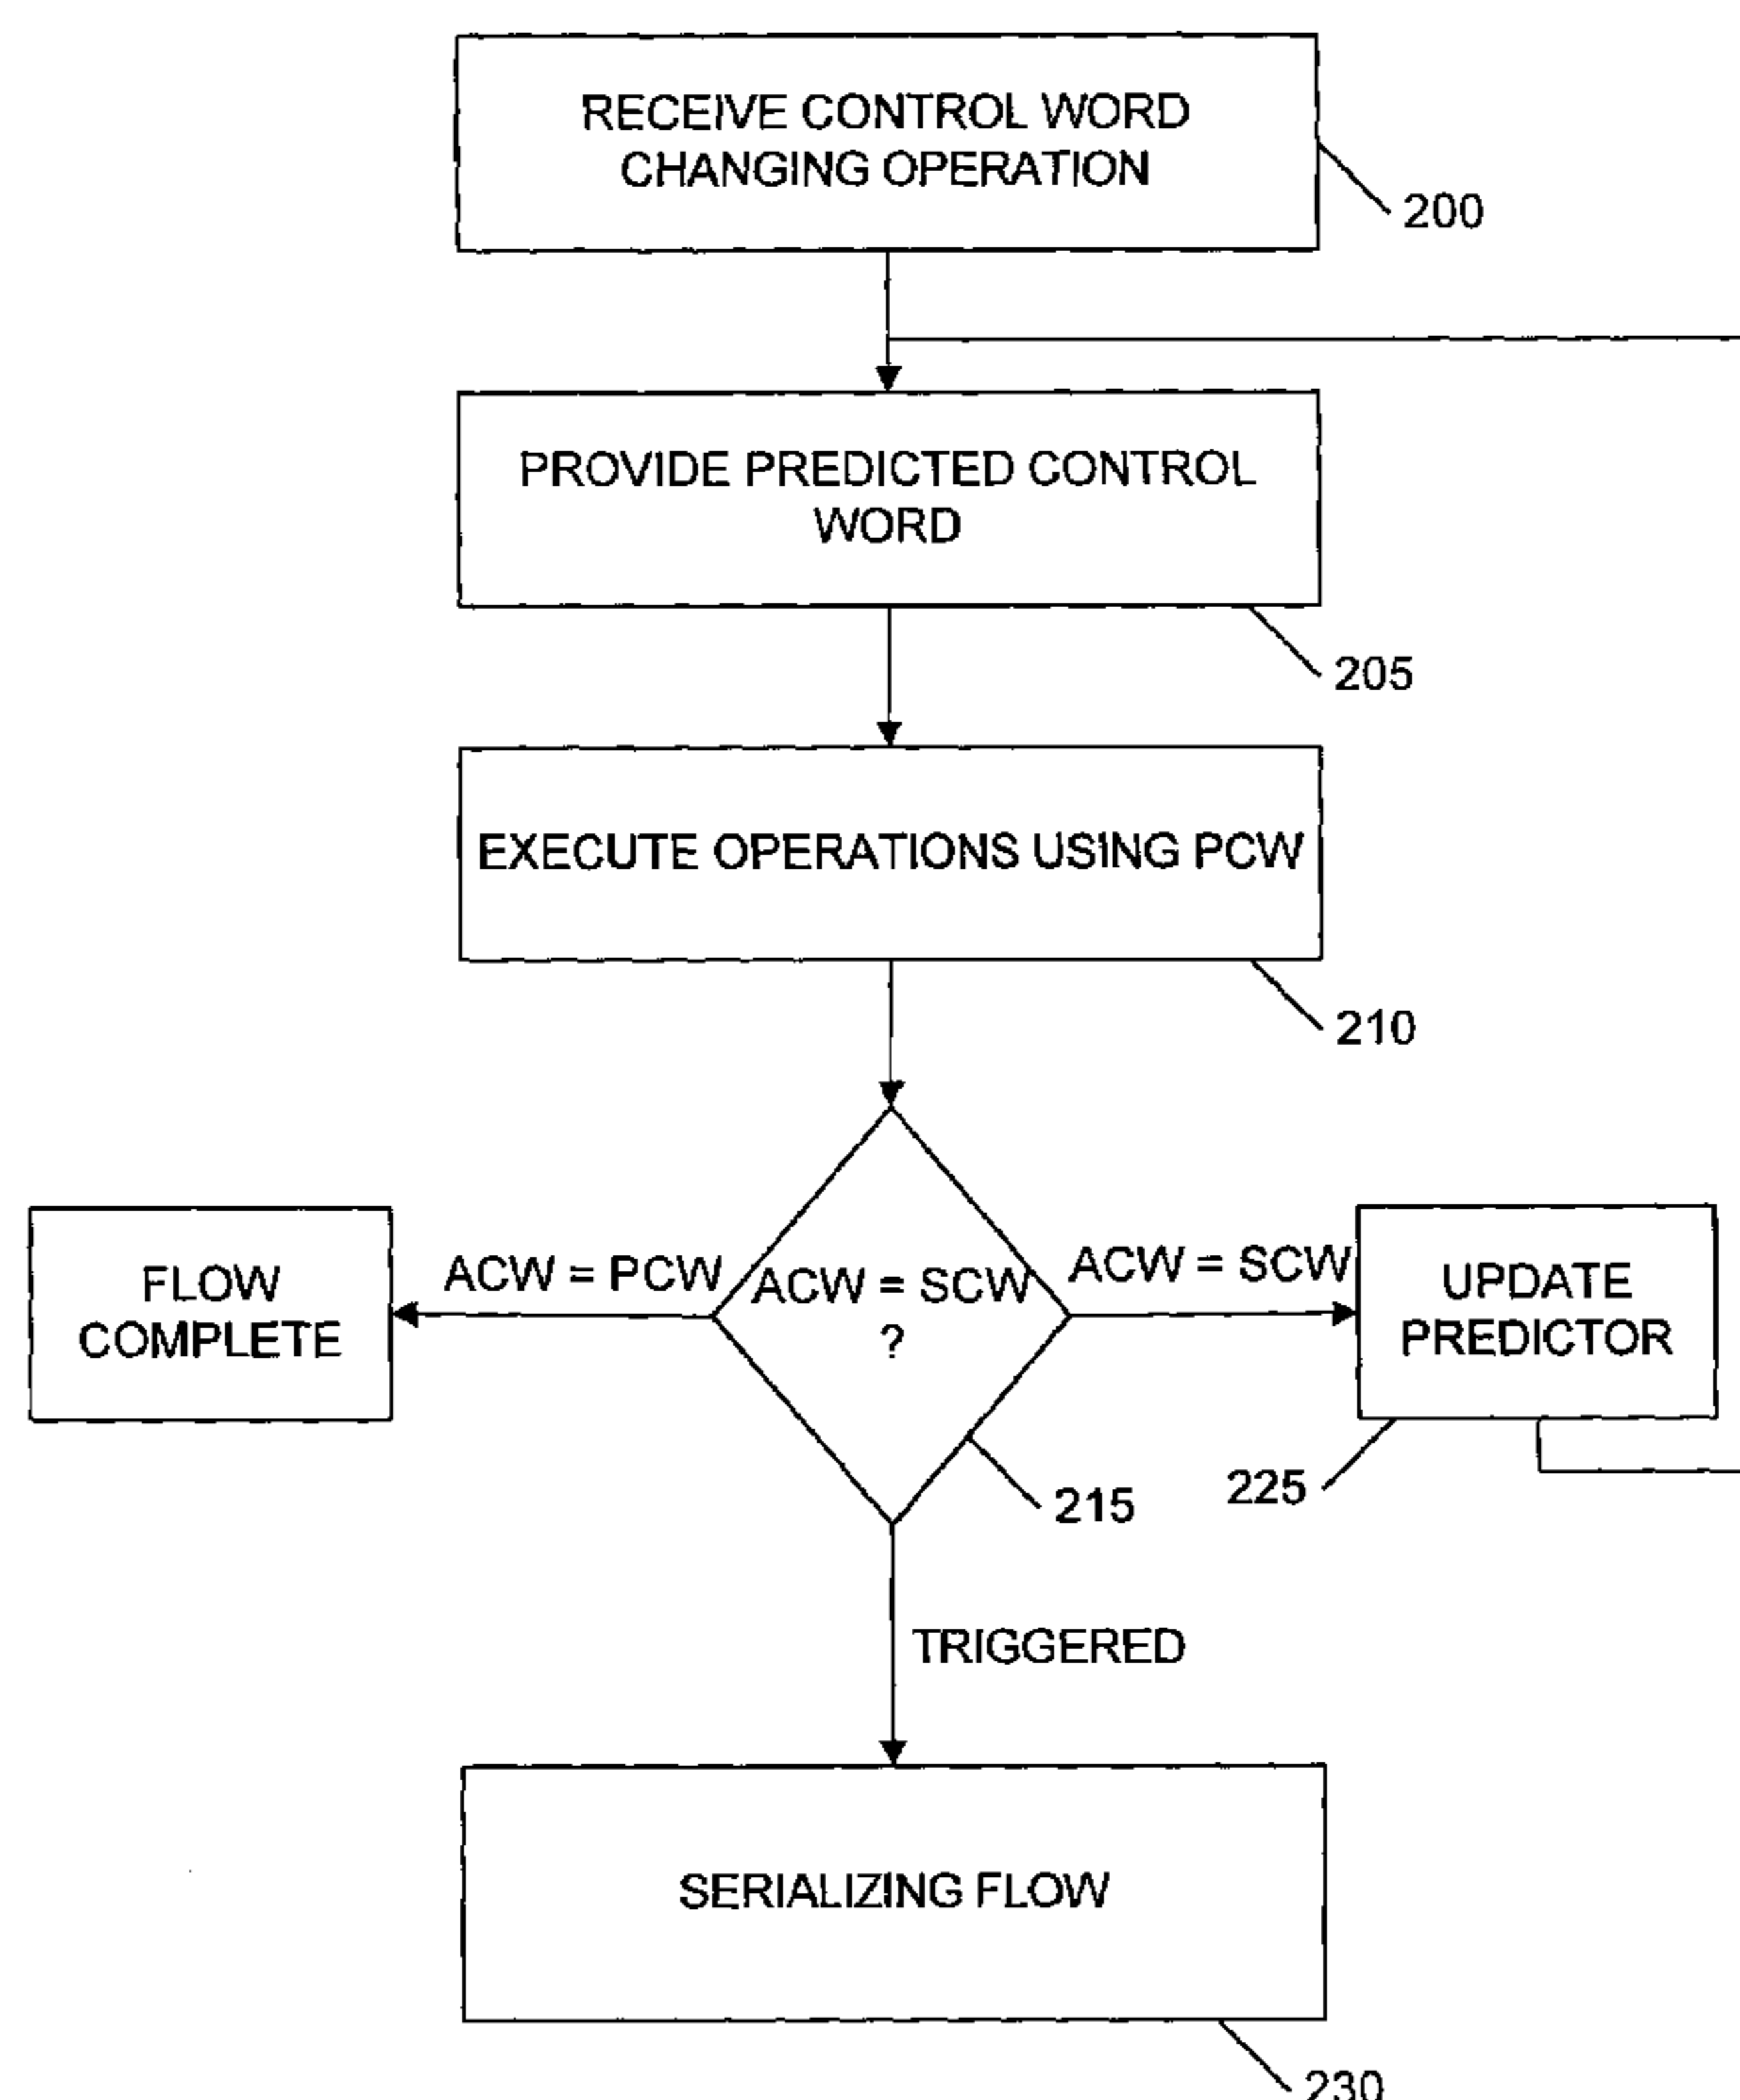 RECEIVE CONTROL WORD
CHANGING OPERATION
200
PROVIDE PREDICTED CONTROL
WORD
205
EXECUTE OPERATIONS USING PCW
210
FLOW
COMPLETE
ACW = PCW
ACW = SCW
?
ACW = SCW
UPDATE
PREDICTOR
215
225
TRIGGERED
SERIALIZING FLOW
230